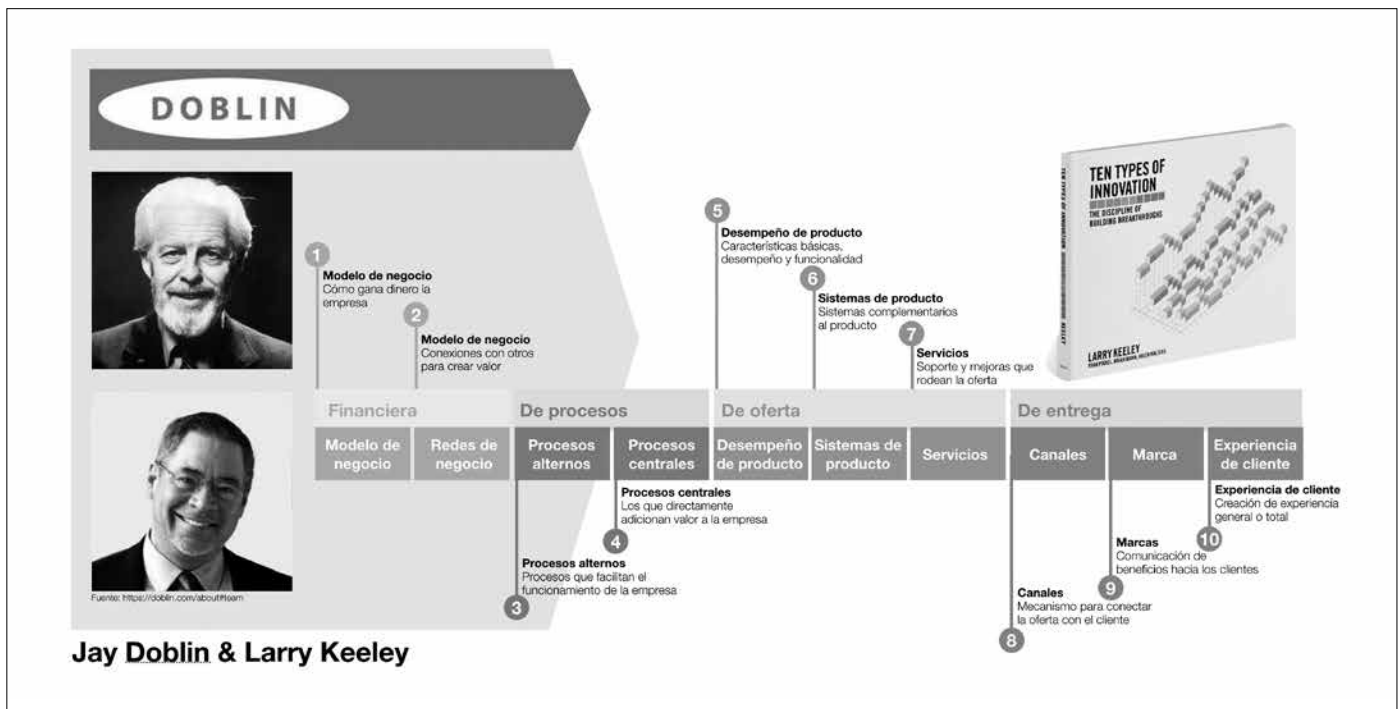 DOBLIN
TEN TYPES OF
INNOVATION
THE DISCIPLINE OF
BUILDING BREAKTHROUGHS
LARRY KEELEY
1
Modelo de negocio
Cómo gana dinero la
empresa
2
Modelo de negocio
Conexiones con otros
para crear valor
5
Desempeño de producto
Características básicas,
desempeño y funcionalidad
6
Sistemas de producto
Sistemas complementarios
al producto
7
Servicios
Soporte y mejoras que
rodean la oferta
Financiera
De procesos
De oferta
De entrega
Modelo de
negocio
Redes de
negocio
Procesos
alternos
Procesos
centrales
Desempeño
de producto
Sistemas de
producto
Servicios
Canales
Marca
Experiencia
de cliente
Procesos centrales
Los que directamente
adicionan valor a la empresa
4
Procesos alternos
Procesos que facilitan el
funcionamiento de la empresa
3
Experiencia de cliente
Creación de experiencia
general o total
10
Marcas
Comunicación de
beneficios hacia los clientes
9
Canales
Mecanismo para conectar
la oferta con el cliente
8
Fuente: https://doblin.com/about#team
Jay Doblin & Larry Keeley